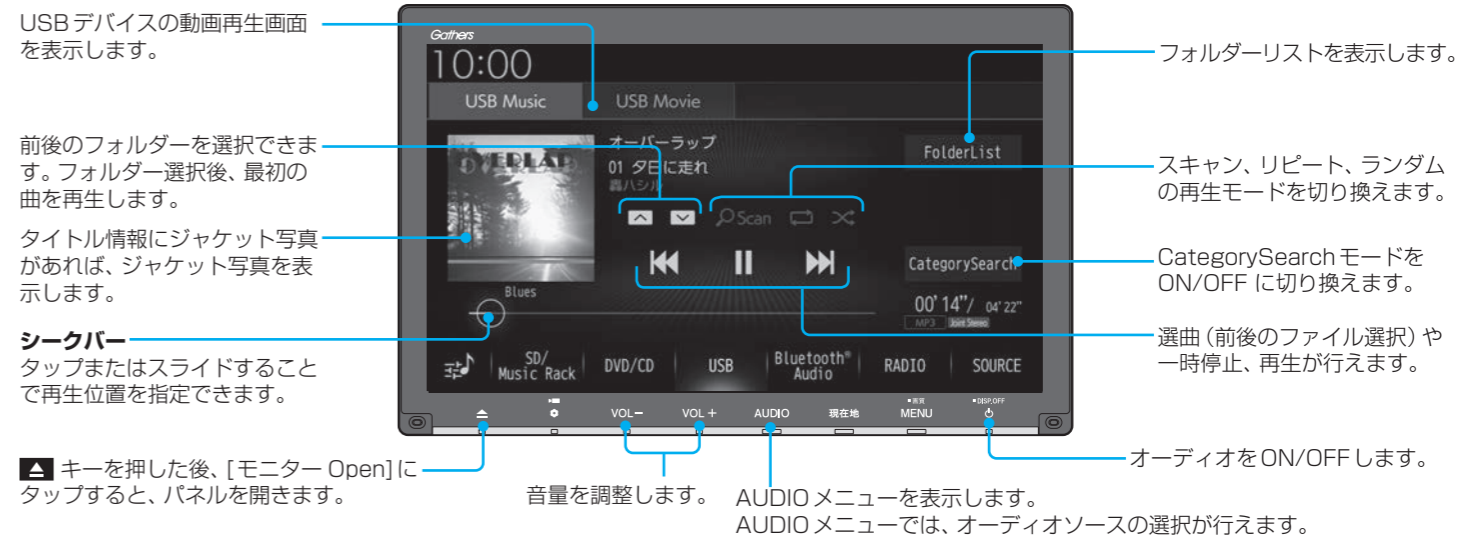 USBデバイスの動画再生画面
を表示します。
前後のフォルダーを選択できま
す。フォルダー選択後、最初の
曲を再生します。
タイトル情報にジャケット写真
があれば、ジャケット写真を表
示します。
シークバー
タップまたはスライドすること
で再生位置を指定できます。
キーを押した後、[モニター Open]に
タップすると、パネルを開きます。
Gathers
10:00
USB Music
USB Movie
OVERLAP
オーバーラップ
01 夕日に走れ
轟ハシル
Scan
FolderList
CategorySearch
Blues
00'14"/ 04'22"
MP3 Joint Stereo
SD/
Music Rack
DVD/CD
USB
Bluetooth®
Audio
RADIO
SOURCE
VOL−
VOL+
AUDIO
現在地
■画質
MENU
■DISP.OFF
フォルダーリストを表示します。
スキャン、リピート、ランダム
の再生モードを切り換えます。
CategorySearchモードを
ON/OFF に切り換えます。
選曲(前後のファイル選択)や
一時停止、再生が行えます。
オーディオをON/OFFします。
音量を調整します。
AUDIOメニューを表示します。
AUDIOメニューでは、オーディオソースの選択が行えます。